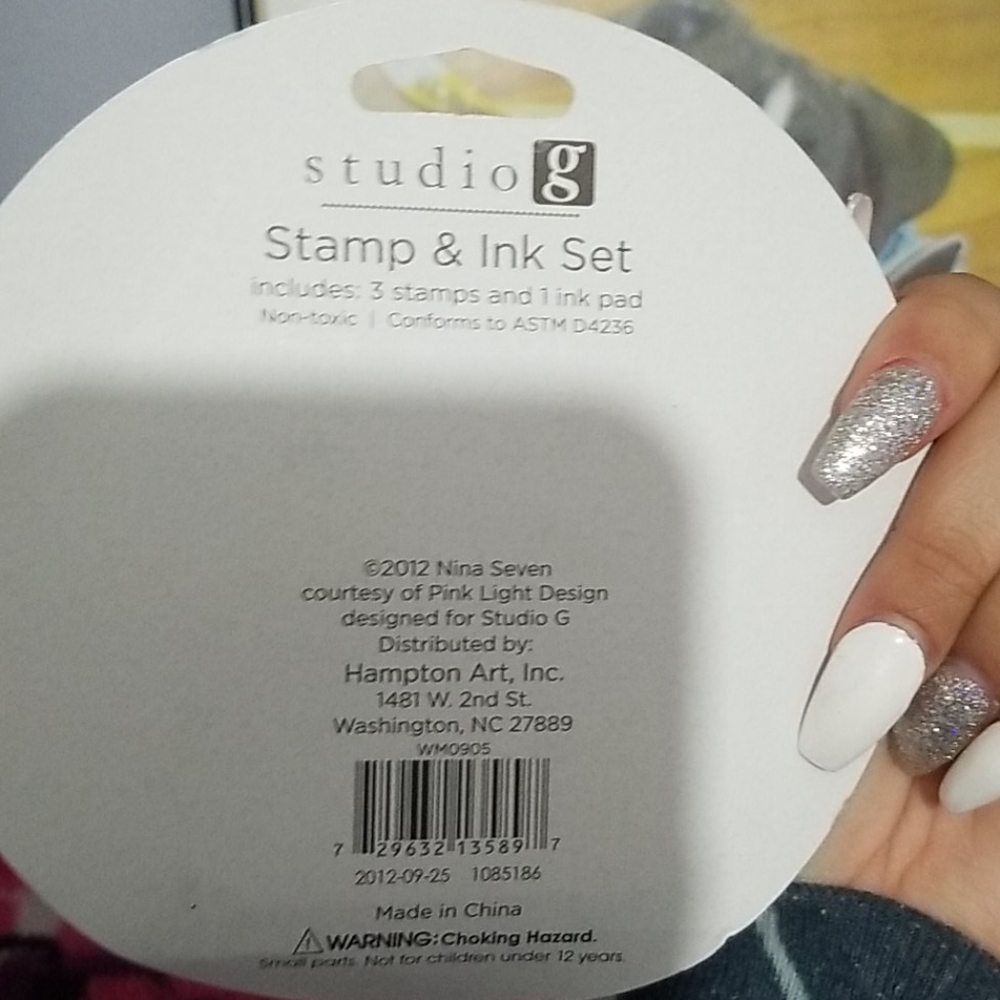 studio g
Stamp & Ink Set
includes: 3 stamps and 1 ink pad
Non-toxic | Conforms to ASTM D4236
©2012 Nina Seven
courtesy of Pink Light Design
designed for Studio G
Distributed by:
Hampton Art, Inc.
1481 W. 2nd St.
Washington, NC 27889
WM0905
7 29632 13589 7
2012-09-25 1085186
Made in China
WARNING: Choking Hazard.
Small parts. Not for children under 12 years.